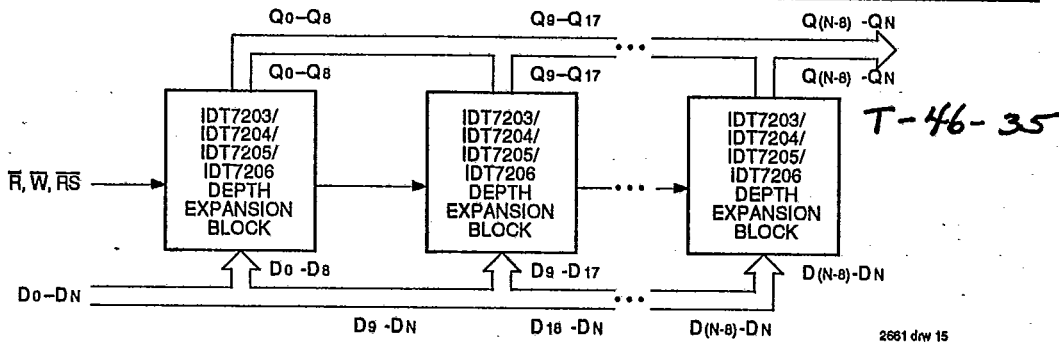 Q0–Q8 Q9–Q17 Q(N-8) -QN
Q0–Q8 Q9–Q17 Q(N-8) -QN
T-46-35
IDT7203/
IDT7204/
IDT7205/
IDT7206
DEPTH
EXPANSION
BLOCK
IDT7203/
IDT7204/
IDT7205/
IDT7206
DEPTH
EXPANSION
BLOCK
IDT7203/
IDT7204/
IDT7205/
IDT7206
DEPTH
EXPANSION
BLOCK
R̅, W̅, R̅S̅
D0-D8 D9 -D17 D(N-8)-DN
D0–DN
D9 -DN D18 -DN D(N-8)-DN
2661 drw 15